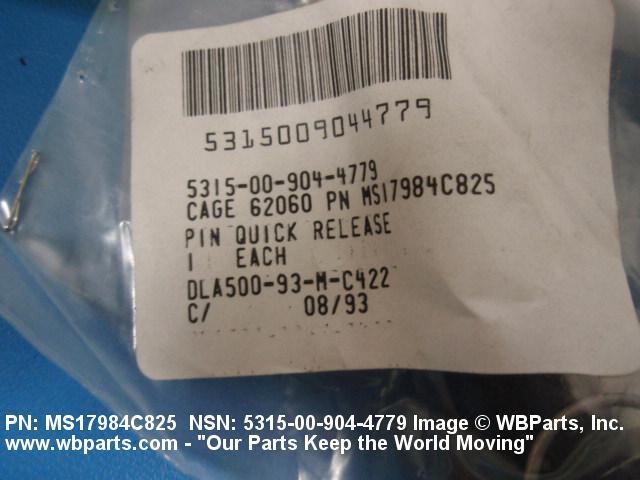 5315009044779
5315-00-904-4779
CAGE 62060 PN MS17984C825
PIN QUICK RELEASE
1 EACH
DLA500-93-M-C422
C/ 08/93
PN: MS17984C825 NSN: 5315-00-904-4779 Image © WBParts, Inc.
www.wbparts.com - "Our Parts Keep the World Moving"